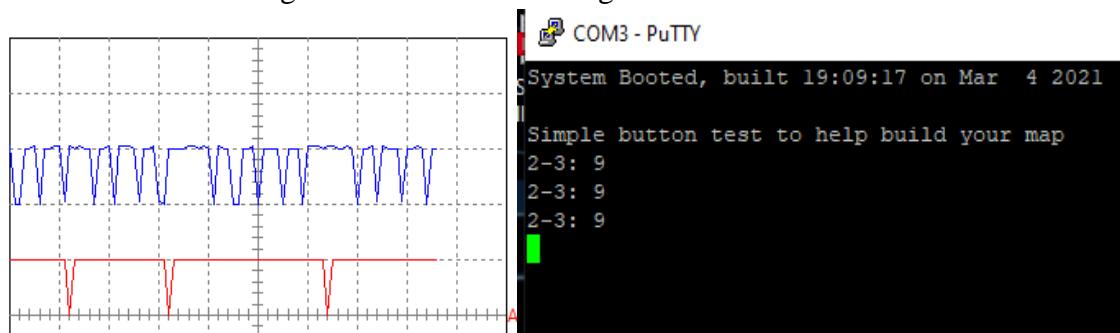 COM3 - PuTTY
System Booted, built 19:09:17 on Mar  4 2021
Simple button test to help build your map
2-3: 9
2-3: 9
2-3: 9
A